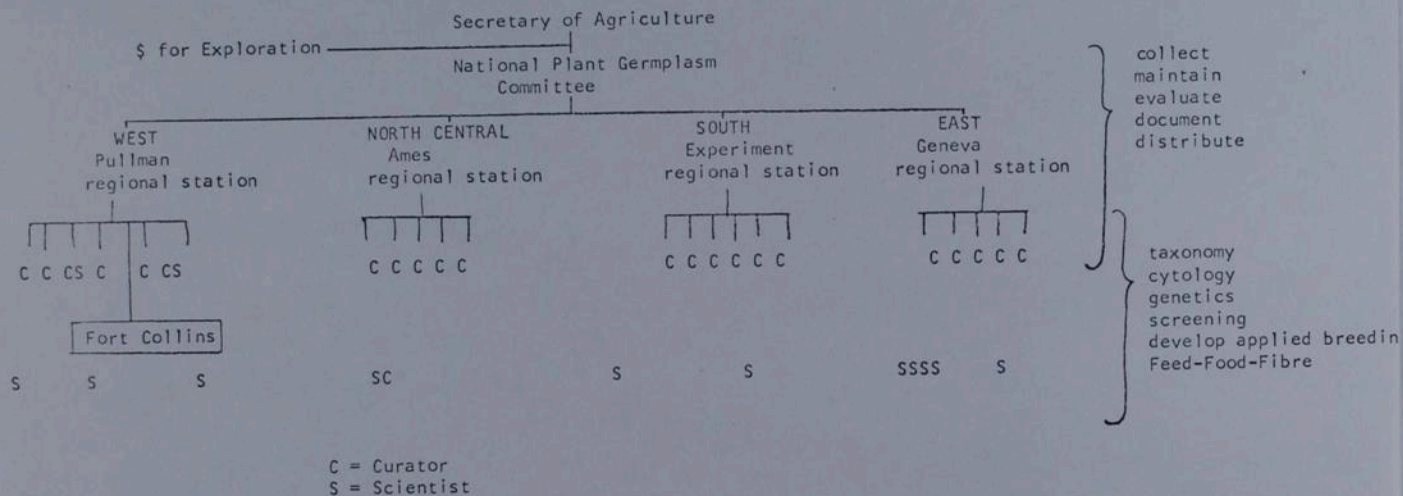 Secretary of Agriculture
$ for Exploration
National Plant Germplasm
Committee
WEST
Pullman
regional station
NORTH CENTRAL
Ames
regional station
SOUTH
Experiment
regional station
EAST
Geneva
regional station
C C CS C C CS
C C C C C
C C C C C C
C C C C C
Fort Collins
S S S
SC
S S
SSSS S
collect
maintain
evaluate
document
distribute
taxonomy
cytology
genetics
screening
develop applied breedin
Feed-Food-Fibre
C = Curator
S = Scientist